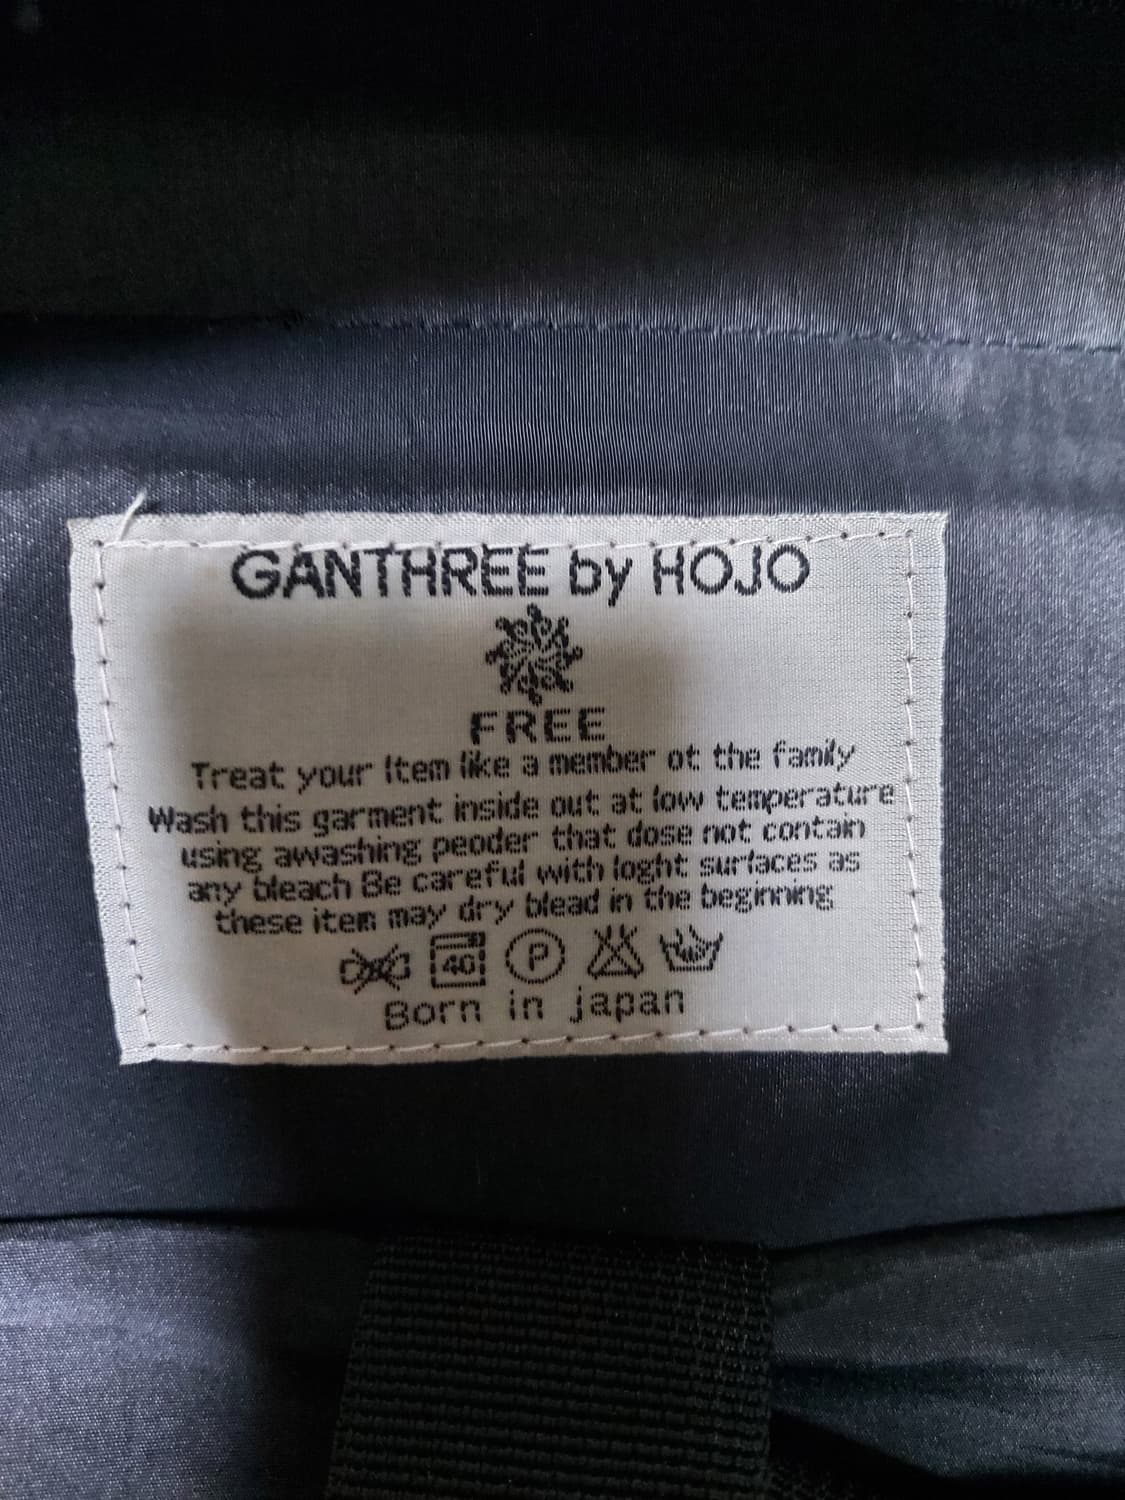 GANTHREE by HOJO
FREE
Treat your Item like a member ot the family
Wash this garment inside out at low temperature
using awashing peoder that dose not contain
any bleach Be careful with loght surfaces as
these item may dry blead in the beginning
40 P
Born in japan